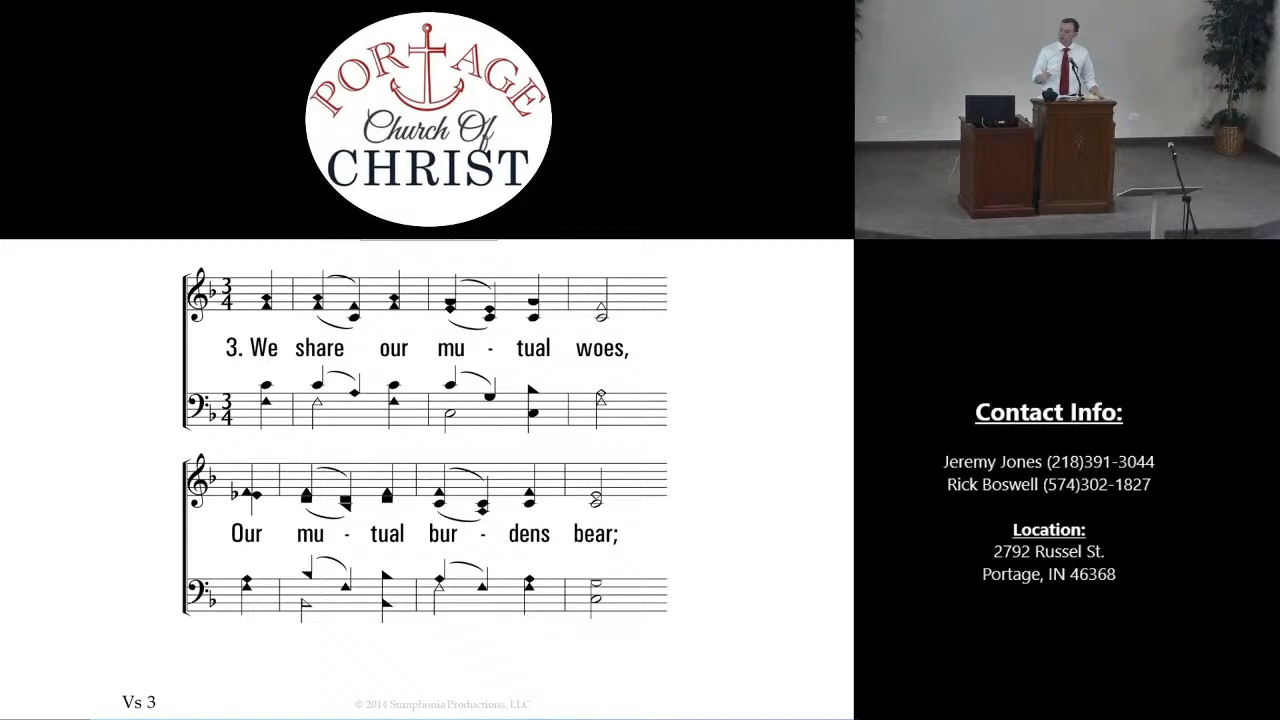 PORTAGE
Church Of
CHRIST
3. We share our mu - tual woes,
Our mu - tual bur - dens bear;
Vs 3
© 2014 Sumphonia Productions, LLC
Contact Info:
Jeremy Jones (218)391-3044
Rick Boswell (574)302-1827
Location:
2792 Russel St.
Portage, IN 46368